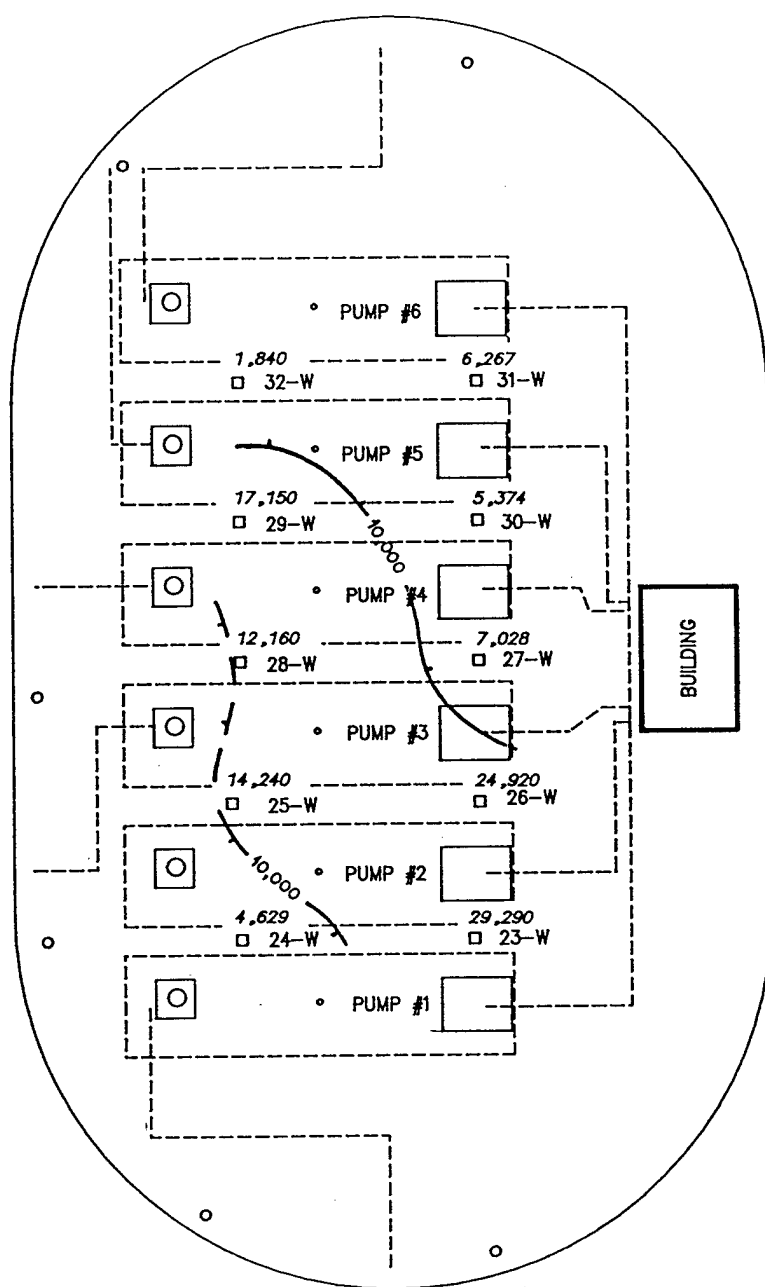 PUMP #6
1,840 6,267
32-W 31-W
PUMP #5
17,150 5,374
29-W 10,000 30-W
PUMP #4
12,160 7,028
28-W 27-W
BUILDING
PUMP #3
14,240 24,920
25-W 26-W
10,000 PUMP #2
4,629 29,290
24-W 23-W
PUMP #1